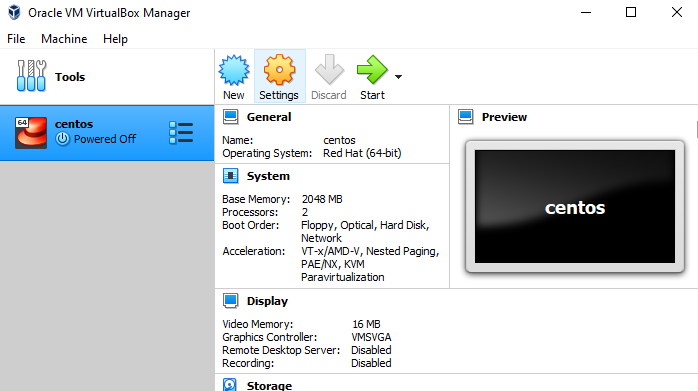 Oracle VM VirtualBox Manager
File Machine Help
Tools
New Settings Discard Start
64
centos
Powered Off
General
Name: centos
Operating System: Red Hat (64-bit)
System
Base Memory: 2048 MB
Processors: 2
Boot Order: Floppy, Optical, Hard Disk,
Network
Acceleration: VT-x/AMD-V, Nested Paging,
PAE/NX, KVM
Paravirtualization
Preview
centos
Display
Video Memory: 16 MB
Graphics Controller: VMSVGA
Remote Desktop Server: Disabled
Recording: Disabled
Storage